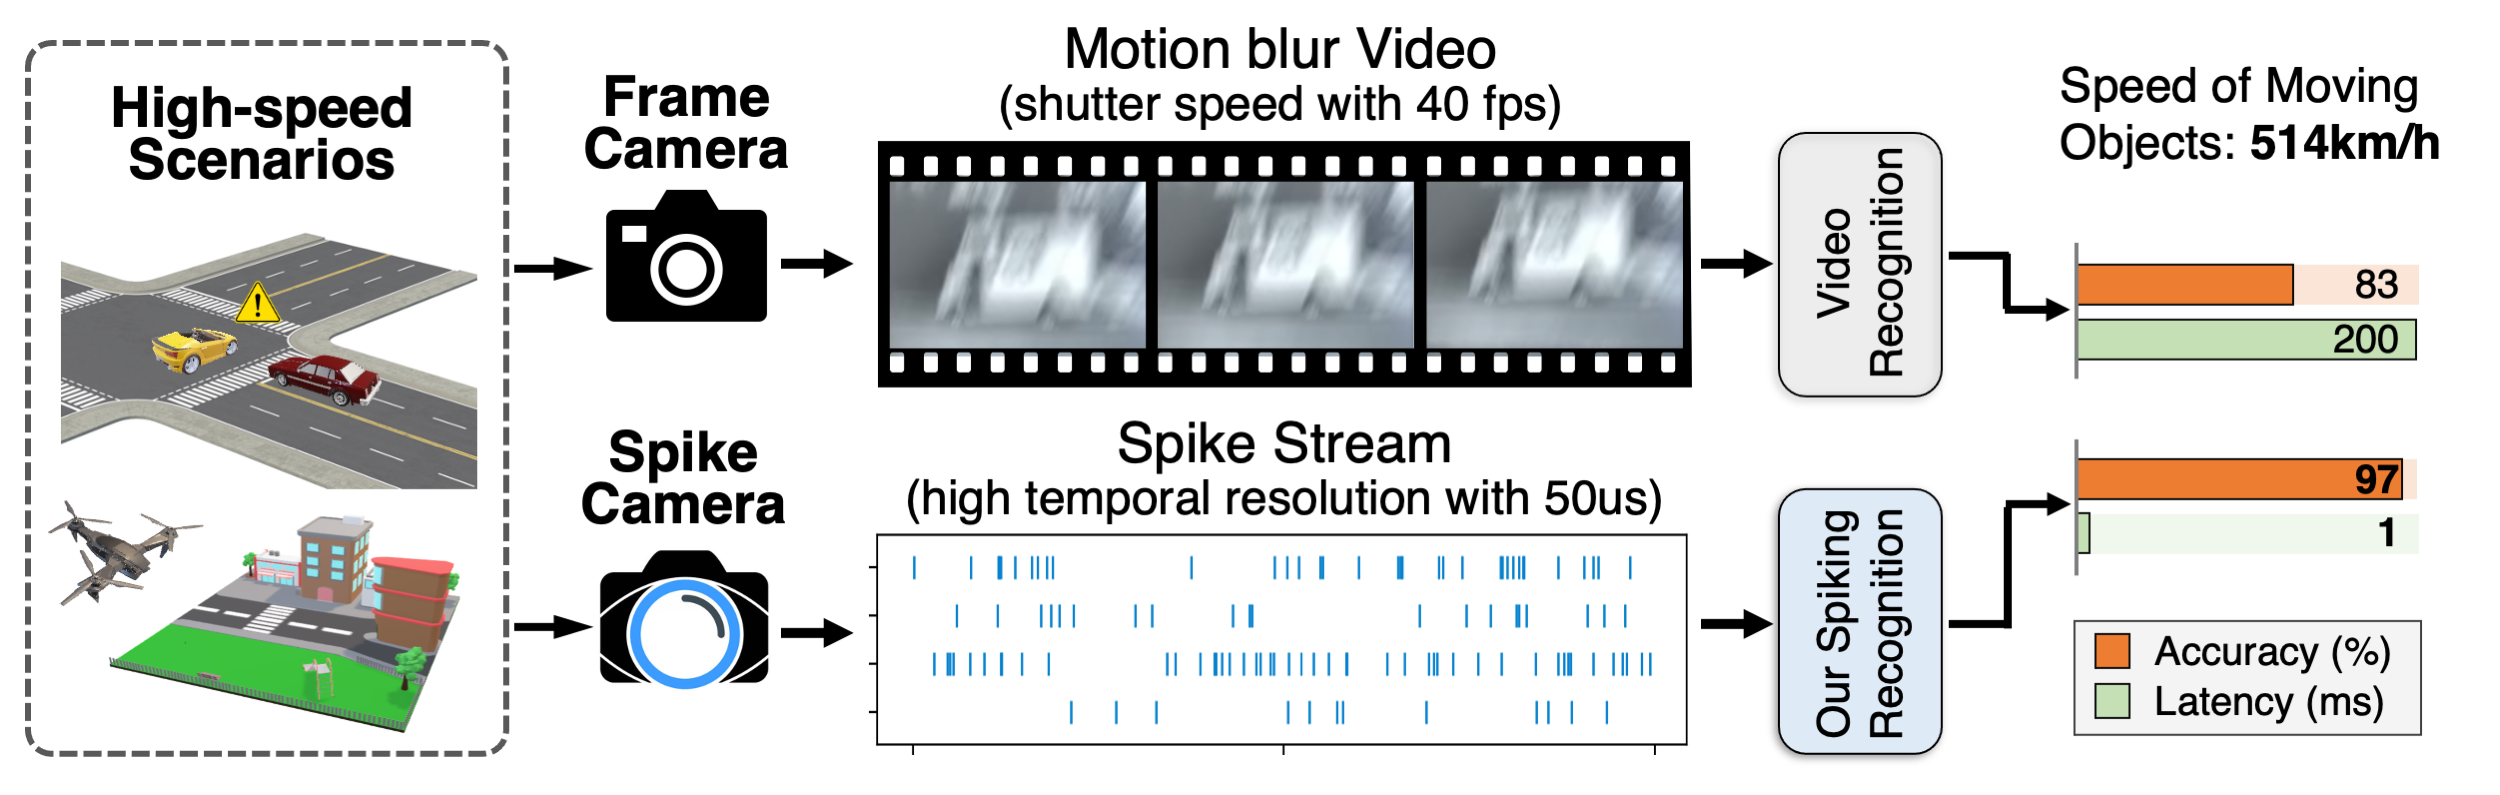 High-speed
Scenarios
Frame
Camera
Motion blur Video
(shutter speed with 40 fps)
Video
Recognition
Speed of Moving
Objects: 514km/h
83
200
Spike
Camera
Spike Stream
(high temporal resolution with 50us)
Our Spiking
Recognition
97
1
Accuracy (%)
Latency (ms)